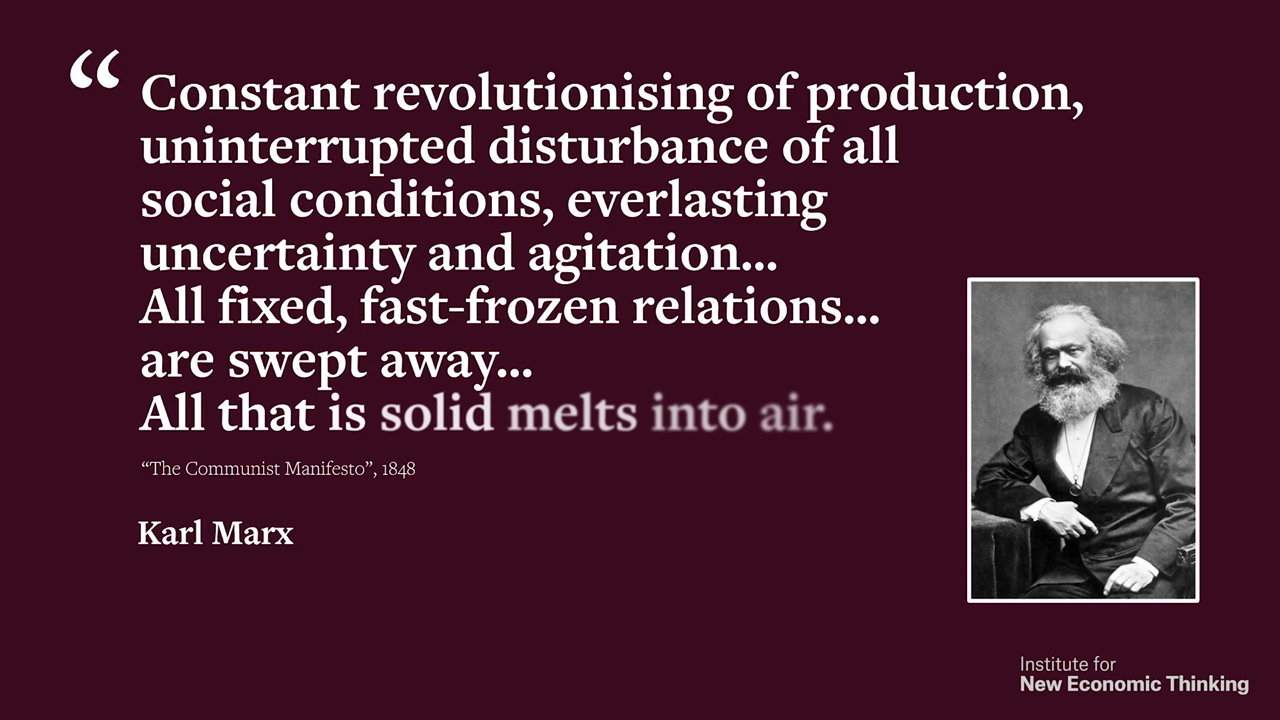 “Constant revolutionising of production,
uninterrupted disturbance of all
social conditions, everlasting
uncertainty and agitation...
All fixed, fast-frozen relations...
are swept away...
All that is solid melts into air.
“The Communist Manifesto”, 1848
Karl Marx
Institute for
New Economic Thinking